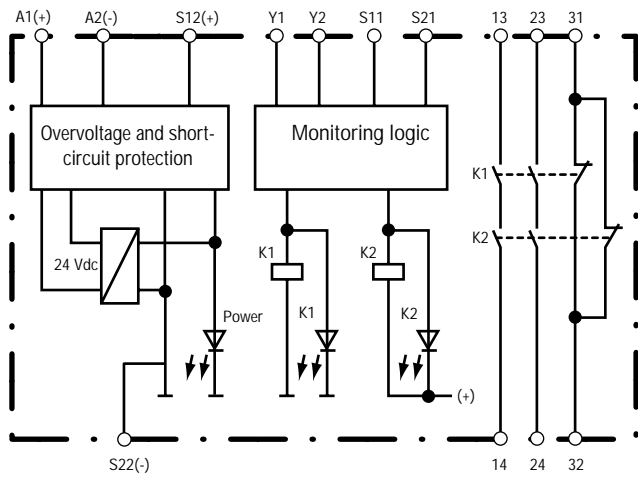 A1(+) A2(-) S12(+) Y1 Y2 S11 S21 13 23 31
Overvoltage and short-
circuit protection
Monitoring logic
K1
K2
24 Vdc
K1
K2
Power
K1
K2
(+)
S22(-)
14 24 32